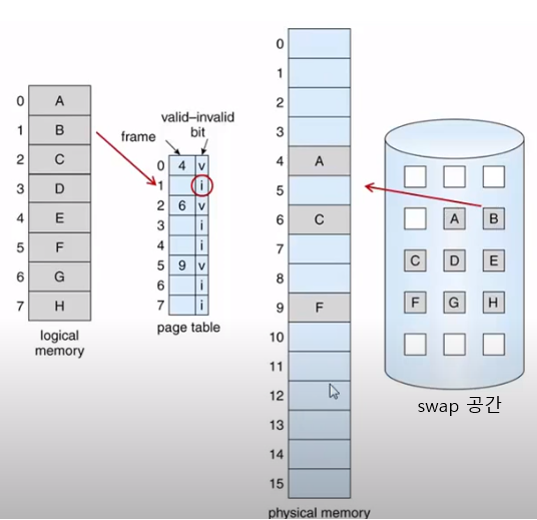 0 A
1 B
2 C
3 D
4 E
5 F
6 G
7 H
logical
memory
valid–invalid
bit
frame
0 4 v
1 i
2 6 v
3 i
4 i
5 9 v
6 i
7 i
page table
0
1
2
3
4 A
5
6 C
7
8
9 F
10
11
12
13
14
15
physical memory
A B
C D E
F G H
swap 공간